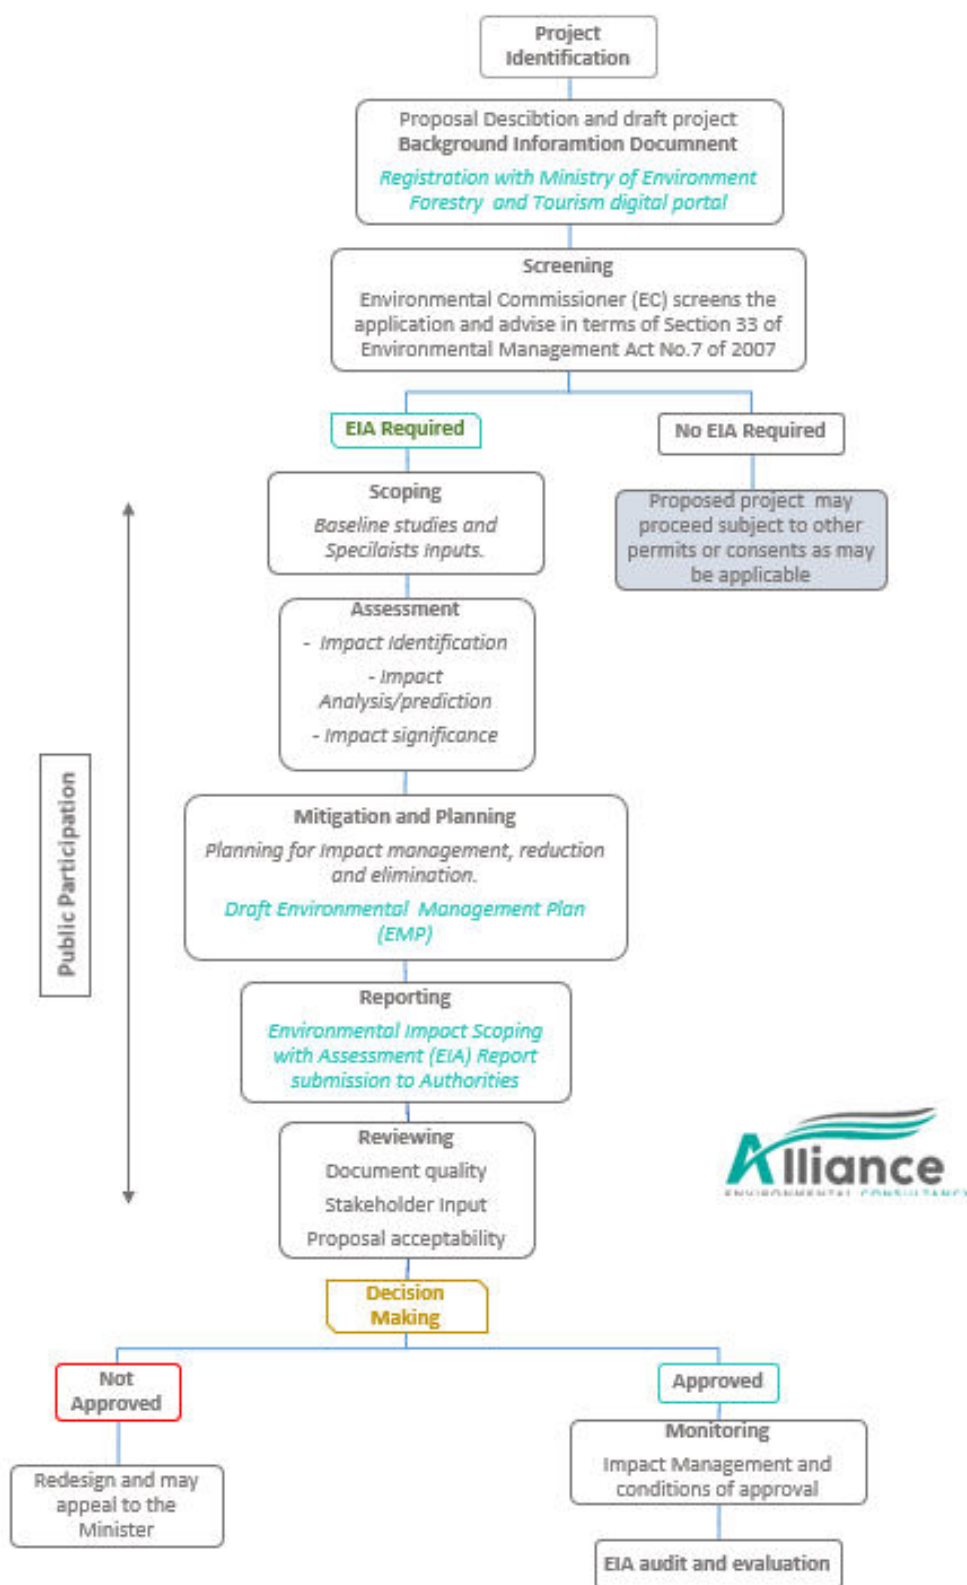 Project
Identification
Proposal Descibtion and draft project
Background Inforamtion Documnent
Registration with Ministry of Environment
Forestry and Tourism digital portal
Screening
Environmental Commissioner (EC) screens the
application and advise in terms of Section 33 of
Environmental Management Act No.7 of 2007
EIA Required
No EIA Required
Scoping
Baseline studies and
Specilaists Inputs.
Proposed project may
proceed subject to other
permits or consents as may
be applicable
Assessment
- Impact Identification
- Impact
Analysis/prediction
- Impact significance
Public Participation
Mitigation and Planning
Planning for Impact management, reduction
and elimination.
Draft Environmental Management Plan
(EMP)
Reporting
Environmental Impact Scoping
with Assessment (EIA) Report
submission to Authorities
Reviewing
Document quality
Stakeholder Input
Proposal acceptability
Alliance
ENVIRONMENTAL CONSULTANCY
Decision
Making
Not
Approved
Approved
Redesign and may
appeal to the
Minister
Monitoring
Impact Management and
conditions of approval
EIA audit and evaluation